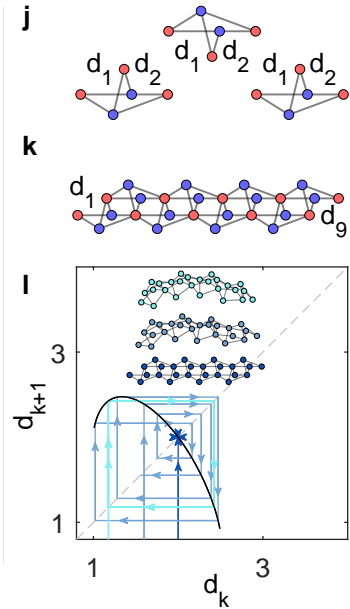 j
d₁ d₂
d₁ d₂
d₁ d₂
k
d₁
d₉
l
3
dₖ₊₁
1
1 3
dₖ